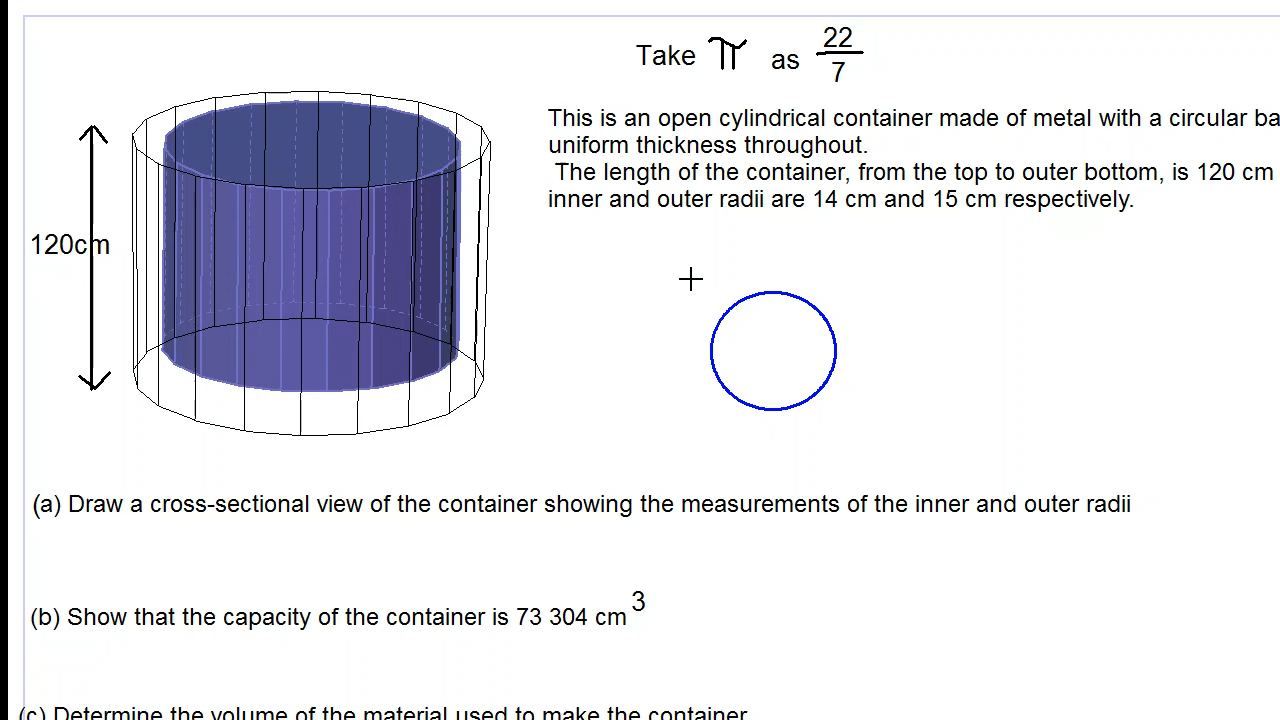 Take π as 22/7
This is an open cylindrical container made of metal with a circular ba
uniform thickness throughout.
The length of the container, from the top to outer bottom, is 120 cm
inner and outer radii are 14 cm and 15 cm respectively.
120cm
(a) Draw a cross-sectional view of the container showing the measurements of the inner and outer radii
(b) Show that the capacity of the container is 73 304 cm³
(c) Determine the volume of the material used to make the container